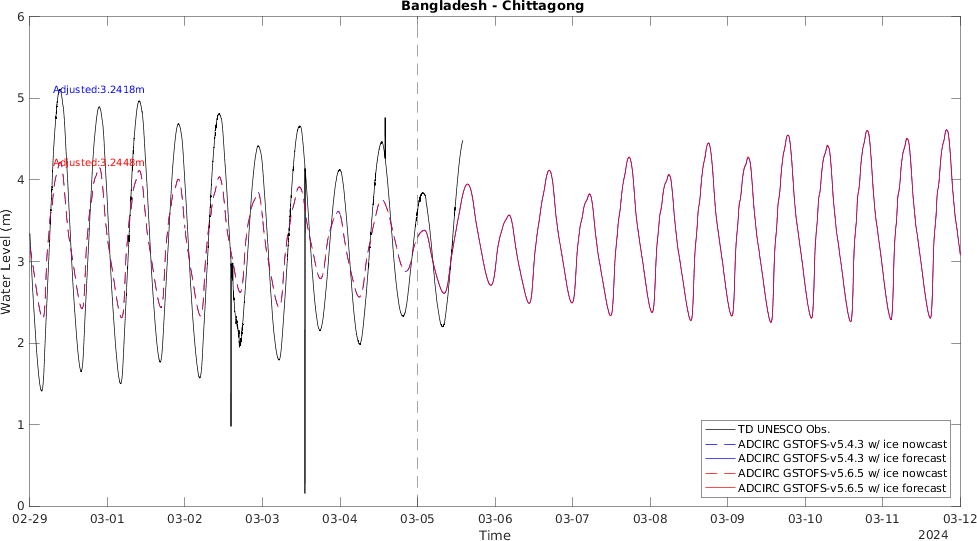 Bangladesh - Chittagong
6
5
4
3
2
1
0
Water Level (m)
Adjusted:3.2418m
Adjusted:3.2448m
TD UNESCO Obs.
ADCIRC GSTOFS-v5.4.3 w/ ice nowcast
ADCIRC GSTOFS-v5.4.3 w/ ice forecast
ADCIRC GSTOFS-v5.6.5 w/ ice nowcast
ADCIRC GSTOFS-v5.6.5 w/ ice forecast
02-29 03-01 03-02 03-03 03-04 03-05 03-06 03-07 03-08 03-09 03-10 03-11 03-12
Time
2024